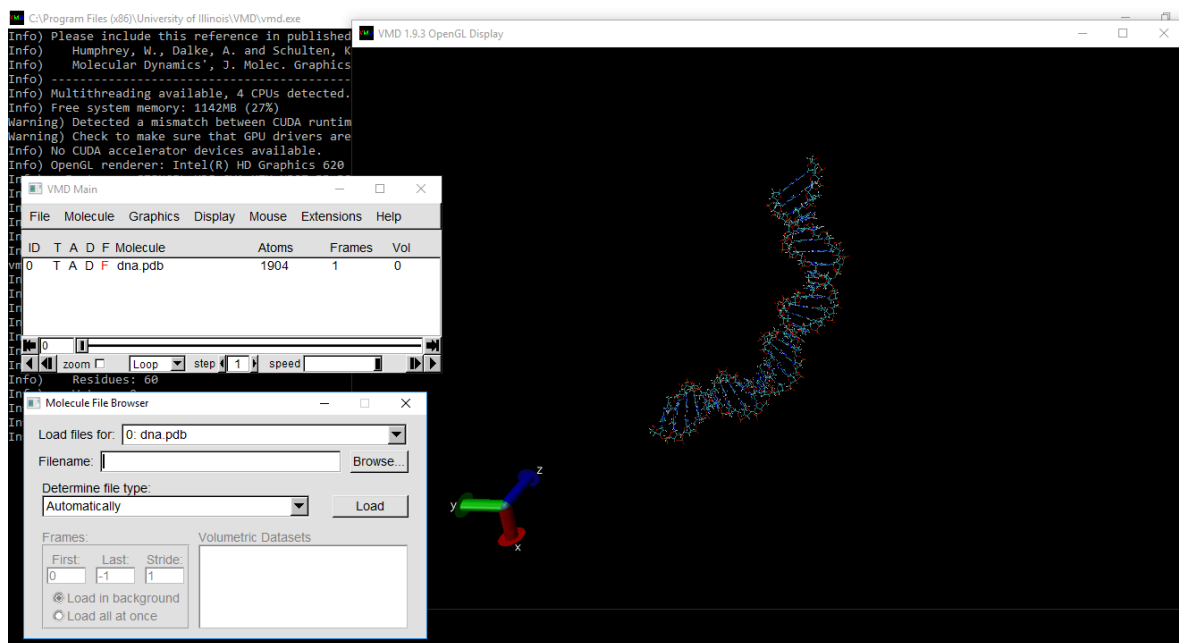 C:\Program Files (x86)\University of Illinois\VMD\vmd.exe
Info) Please include this reference in published
Info) Humphrey, W., Dalke, A. and Schulten, K
Info) Molecular Dynamics', J. Molec. Graphics
Info) ------------------------------------------
Info) Multithreading available, 4 CPUs detected.
Info) Free system memory: 1142MB (27%)
Warning) Detected a mismatch between CUDA runtim
Warning) Check to make sure that GPU drivers are
Info) No CUDA accelerator devices available.
Info) OpenGL renderer: Intel(R) HD Graphics 620
Info) Residues: 60
VMD 1.9.3 OpenGL Display
VMD Main
File Molecule Graphics Display Mouse Extensions Help
ID T A D F Molecule Atoms Frames Vol
0 T A D F dna.pdb 1904 1 0
0
zoom Loop step 1 speed
Molecule File Browser
Load files for: 0: dna.pdb
Filename: Browse...
Determine file type:
Automatically Load
Frames: Volumetric Datasets
First: Last: Stride:
0 -1 1
Load in background
Load all at once
y
z
x